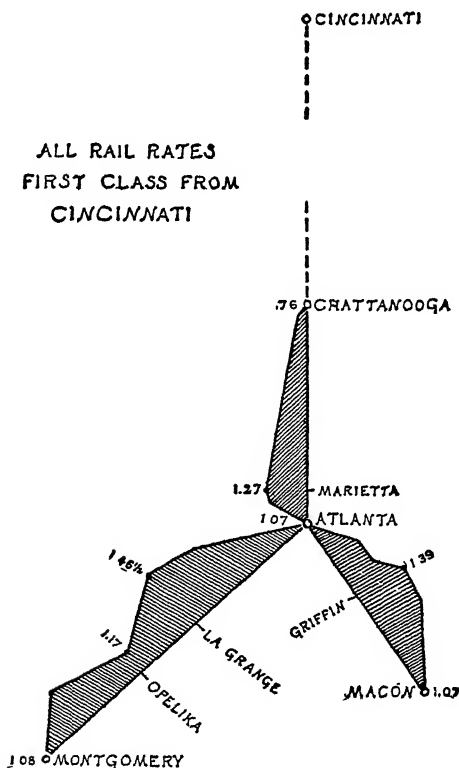 CINCINNATI
ALL RAIL RATES
FIRST CLASS FROM
CINCINNATI
.76 CHATTANOOGA
1.27 MARIETTA
1 07 ATLANTA
1 46½
1 39
GRIFFIN
LA GRANGE
1.17
OPELIKA
MACON 1.07
1 08 MONTGOMERY